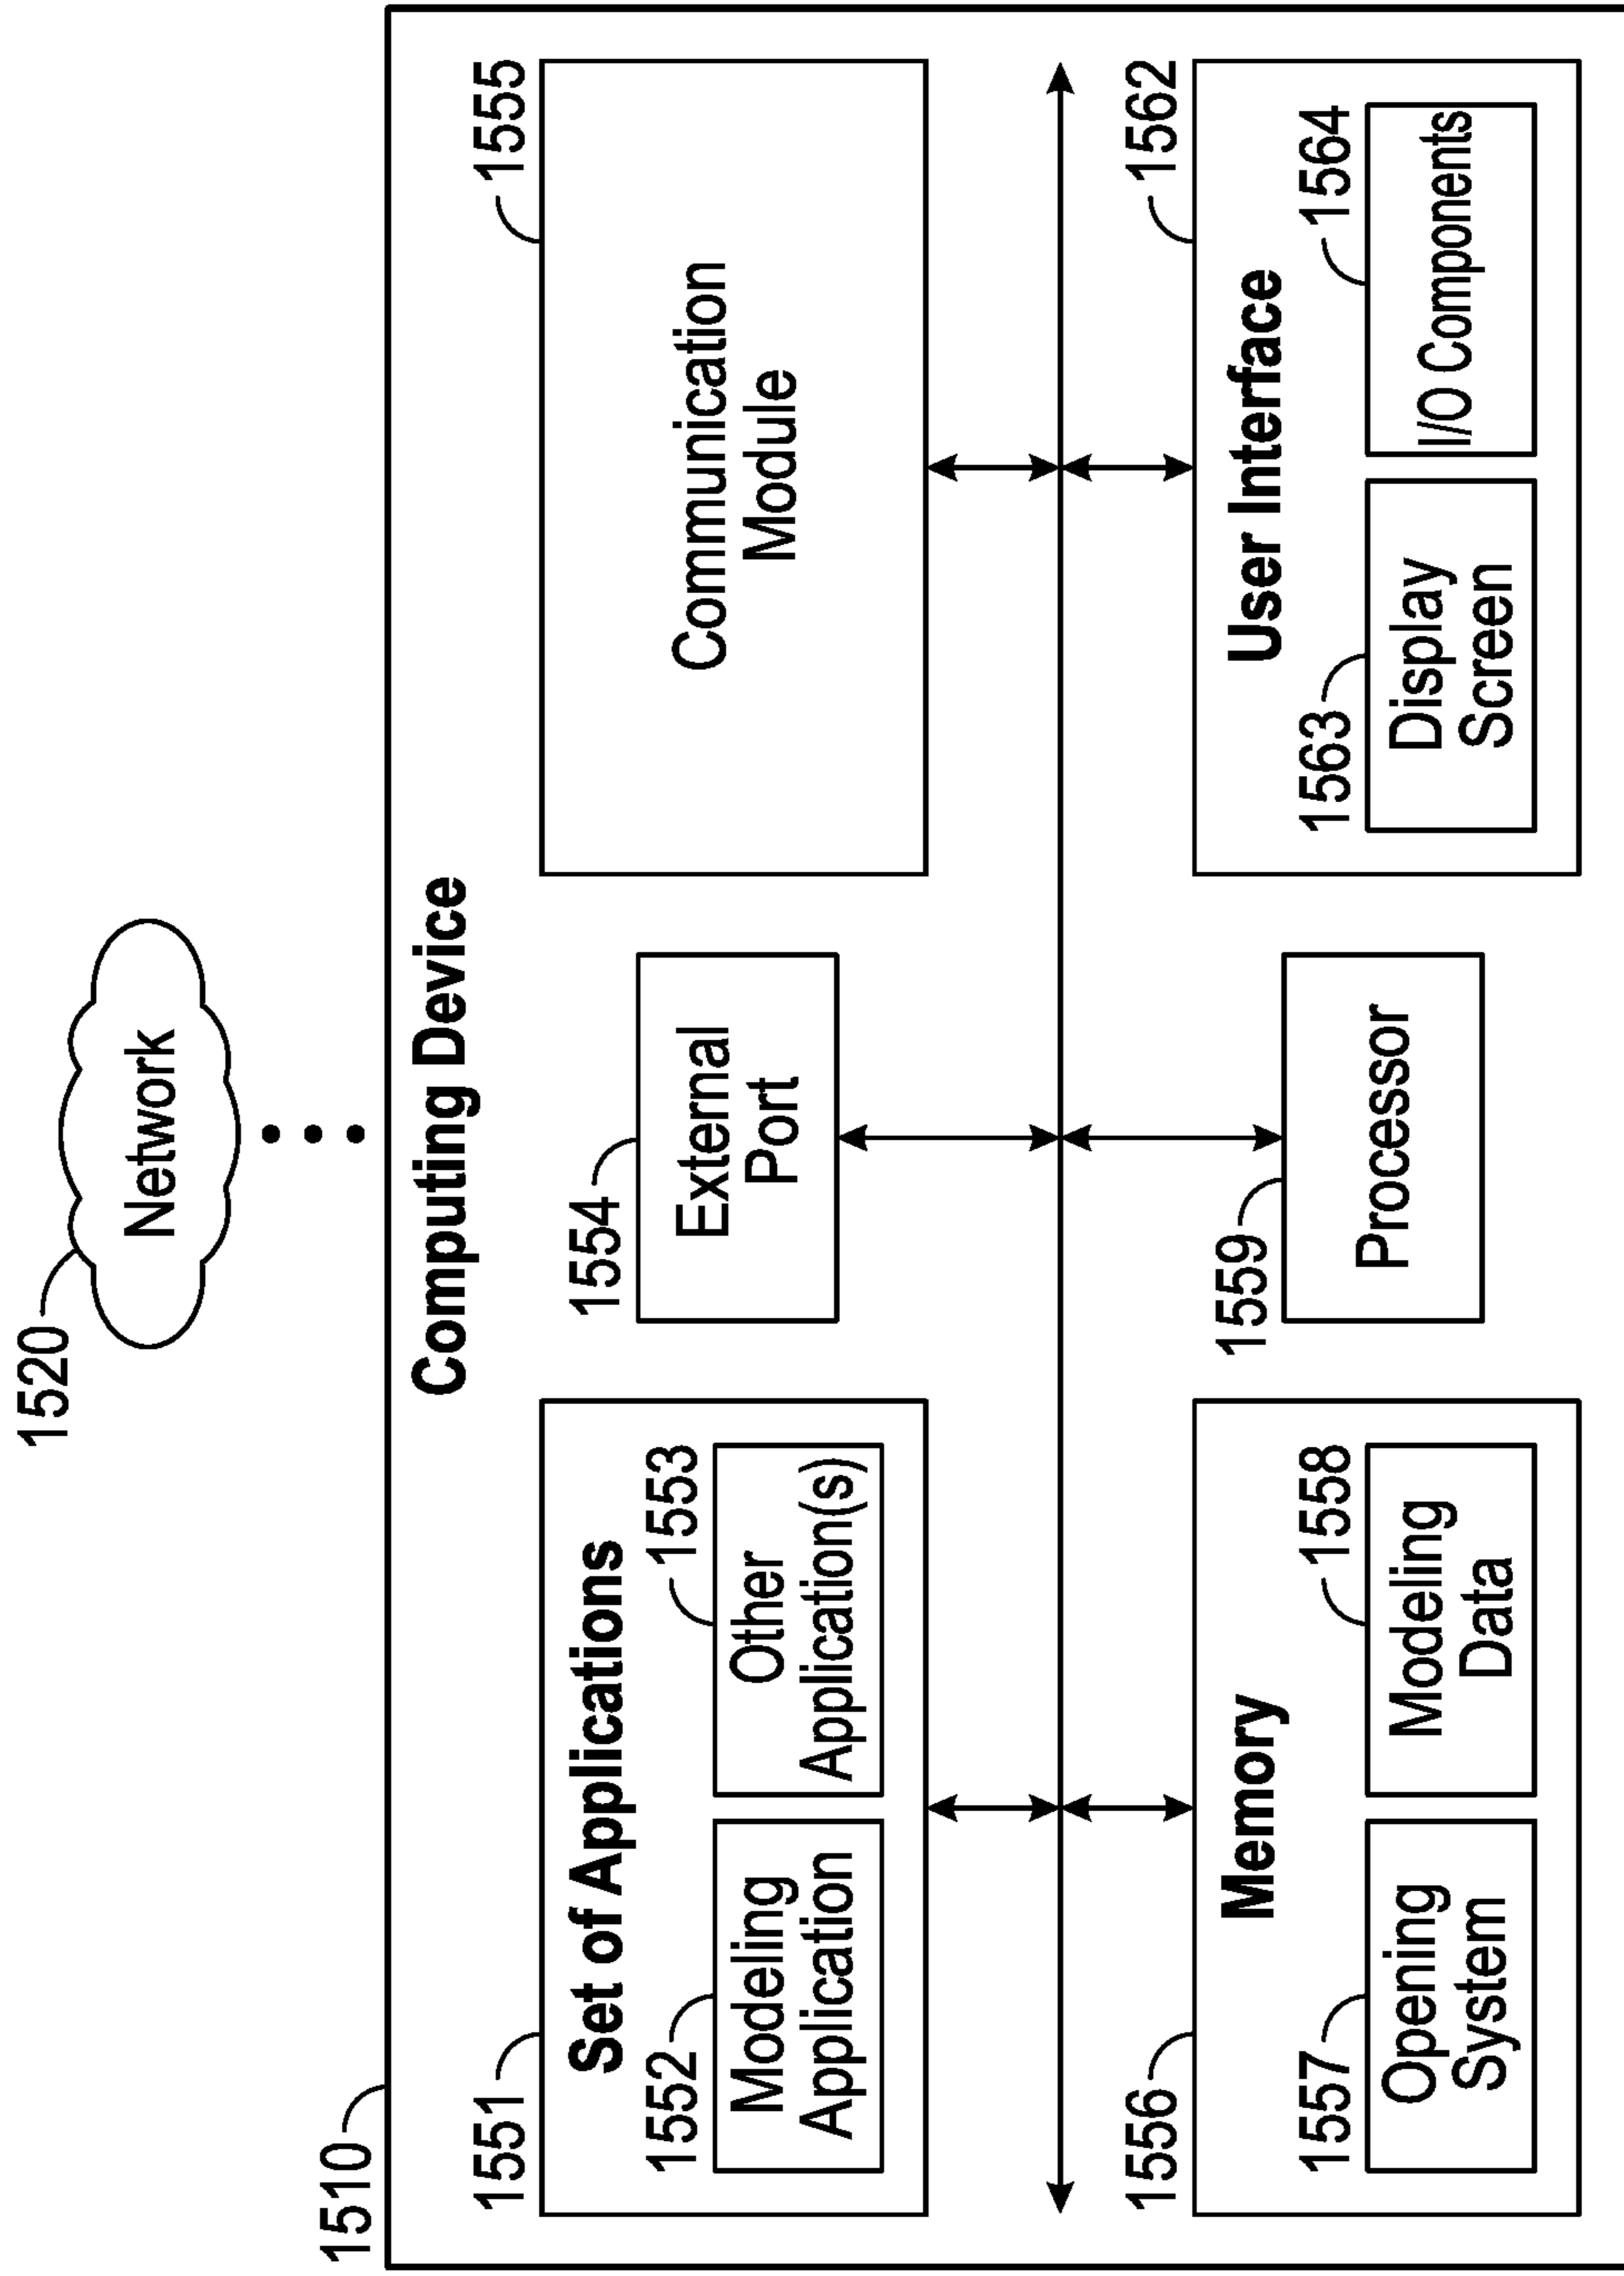 1520
Network
1510
Computing Device
1551
Set of Applications
1552
Modeling
Application
1553
Other
Application(s)
1554
External
Port
1555
Communication
Module
1556
Memory
1557
Opening
System
1558
Modeling
Data
1559
Processor
1562
User Interface
1563
Display
Screen
1564
I/O Components